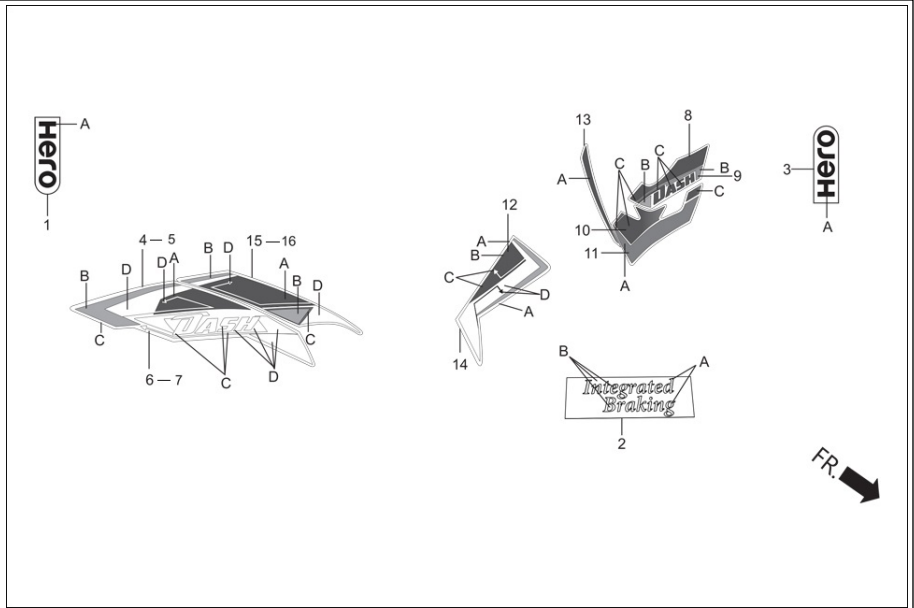 Hero
A
1
4 — 5
B
D
D
A
B
D
15 — 16
A
B
D
C
DASH
C
6 — 7
C
D
12
A
B
C
D
A
14
13
A
C
B
C
8
B
9
C
DASH
10
11
A
3
Hero
A
B
A
Integrated
Braking
2
FR.